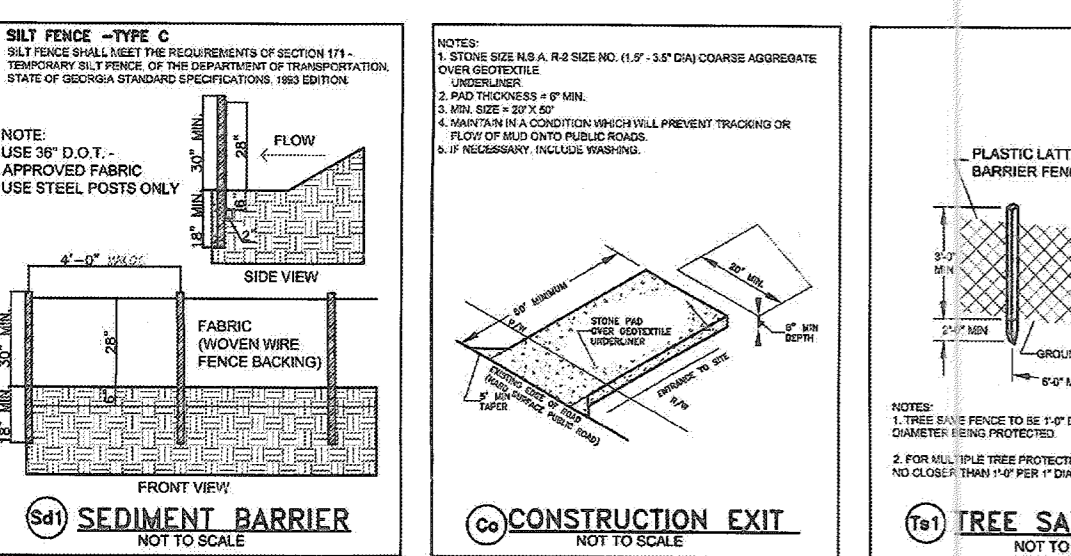 SILT FENCE -TYPE C
SILT FENCE SHALL MEET THE REQUIREMENTS OF SECTION 171 -
TEMPORARY SILT FENCE, OF THE DEPARTMENT OF TRANSPORTATION,
STATE OF GEORGIA STANDARD SPECIFICATIONS, 1993 EDITION.
NOTE:
USE 36" D.O.T. -
APPROVED FABRIC
USE STEEL POSTS ONLY
30" MIN.
28"
FLOW
18" MIN.
6"
2"
SIDE VIEW
4'-0"
30" MIN.
28"
FABRIC
(WOVEN WIRE
FENCE BACKING)
18" MIN.
6"
FRONT VIEW
Sd1 SEDIMENT BARRIER
NOT TO SCALE
NOTES:
1. STONE SIZE N.S.A. R-2 SIZE NO. (1.5" - 3.5" DIA) COARSE AGGREGATE
OVER GEOTEXTILE
UNDERLINER
2. PAD THICKNESS = 6" MIN.
3. MIN. SIZE = 20' X 50'
4. MAINTAIN IN A CONDITION WHICH WILL PREVENT TRACKING OR
FLOW OF MUD ONTO PUBLIC ROADS.
5. IF NECESSARY, INCLUDE WASHING.
MINIMUM
20' MIN.
R/W
STONE PAD
OVER GEOTEXTILE
UNDERLINER
6" MIN
DEPTH
5' MIN
TAPER
EXISTING EDGE OF ROAD
(HARD SURFACE PUBLIC ROAD)
ENTRANCE TO SITE
R/W
Co CONSTRUCTION EXIT
NOT TO SCALE
PLASTIC LATT
BARRIER FEN
3'-0"
MIN
2'-0" MIN
GROU
6'-0" M
NOTES:
1. TREE SAVE FENCE TO BE 1'-0" D
DIAMETER BEING PROTECTED.
2. FOR MULTIPLE TREE PROTECT
NO CLOSER THAN 1'-0" PER 1" DIA
Ts1 TREE SA
NOT TO